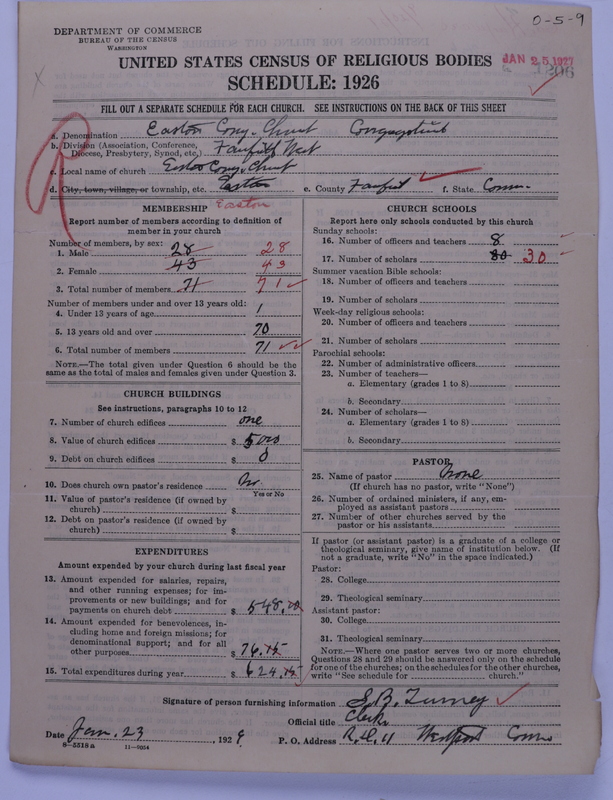 0-5-9
DEPARTMENT OF COMMERCE
BUREAU OF THE CENSUS
WASHINGTON
UNITED STATES CENSUS OF RELIGIOUS BODIES
JAN 25 1927
SCHEDULE: 1926
FILL OUT A SEPARATE SCHEDULE FOR EACH CHURCH. SEE INSTRUCTIONS ON THE BACK OF THIS SHEET
a. Denomination Easton Cong. Church
b. Division (Association, Conference, Diocese, Presbytery, Synod, etc.) Fairfield West
c. Local name of church Easton Cong. Church
d. City, town, village, or township, etc. Easton e. County Fairfield f. State Conn.
Easton
R
MEMBERSHIP
Report number of members according to definition of
member in your church
Number of members, by sex:
1. Male 28 28
2. Female 43 43
3. Total number of members 71 71
Number of members under and over 13 years old:
4. Under 13 years of age 1
5. 13 years old and over 70
6. Total number of members 71
NOTE.—The total given under Question 6 should be
same as the total of males and females given under Question 3.
CHURCH BUILDINGS
See instructions, paragraphs 10 to 12
7. Number of church edifices one
8. Value of church edifices $ 5000
9. Debt on church edifices $ 0
10. Does church own pastor's residence No
Yes or No
11. Value of pastor's residence (if owned by
church) $
12. Debt on pastor's residence (if owned by
church) $
EXPENDITURES
Amount expended by your church during last fiscal year
13. Amount expended for salaries, repairs,
and other running expenses; for im-
provements or new buildings; and for
payments on church debt $ 548.
14. Amount expended for benevolences, in-
cluding home and foreign missions; for
denominational support; and for all
other purposes $ 76.
15. Total expenditures during year $ 624.
CHURCH SCHOOLS
Report here only schools conducted by this church
Sunday schools:
16. Number of officers and teachers 8
17. Number of scholars 80 30
Summer vacation Bible schools:
18. Number of officers and teachers
19. Number of scholars
Week-day religious schools:
20. Number of officers and teachers
21. Number of scholars
Parochial schools:
22. Number of administrative officers
23. Number of teachers—
a. Elementary (grades 1 to 8)
b. Secondary
24. Number of scholars—
a. Elementary (grades 1 to 8)
b. Secondary
PASTOR
25. Name of pastor None
(If church has no pastor, write "None")
26. Number of ordained ministers, if any, em-
ployed as assistant pastors
27. Number of other churches served by the
pastor or his assistants
If pastor (or assistant pastor) is a graduate of a college or
theological seminary, give name of institution below. (If
not a graduate, write "No" in the space indicated.)
Pastor:
28. College
29. Theological seminary
Assistant pastor:
30. College
31. Theological seminary
NOTE.—Where one pastor serves two or more churches,
Questions 28 and 29 should be answered only on the schedule
for one of the churches; on the schedules for the other churches,
write "See schedule for church."
Signature of person furnishing information S. B. Turney
Official title Clerk
Date Jan. 23, 192
P. O. Address R. D. 4 Westport Conn
8-5518a 11-9054